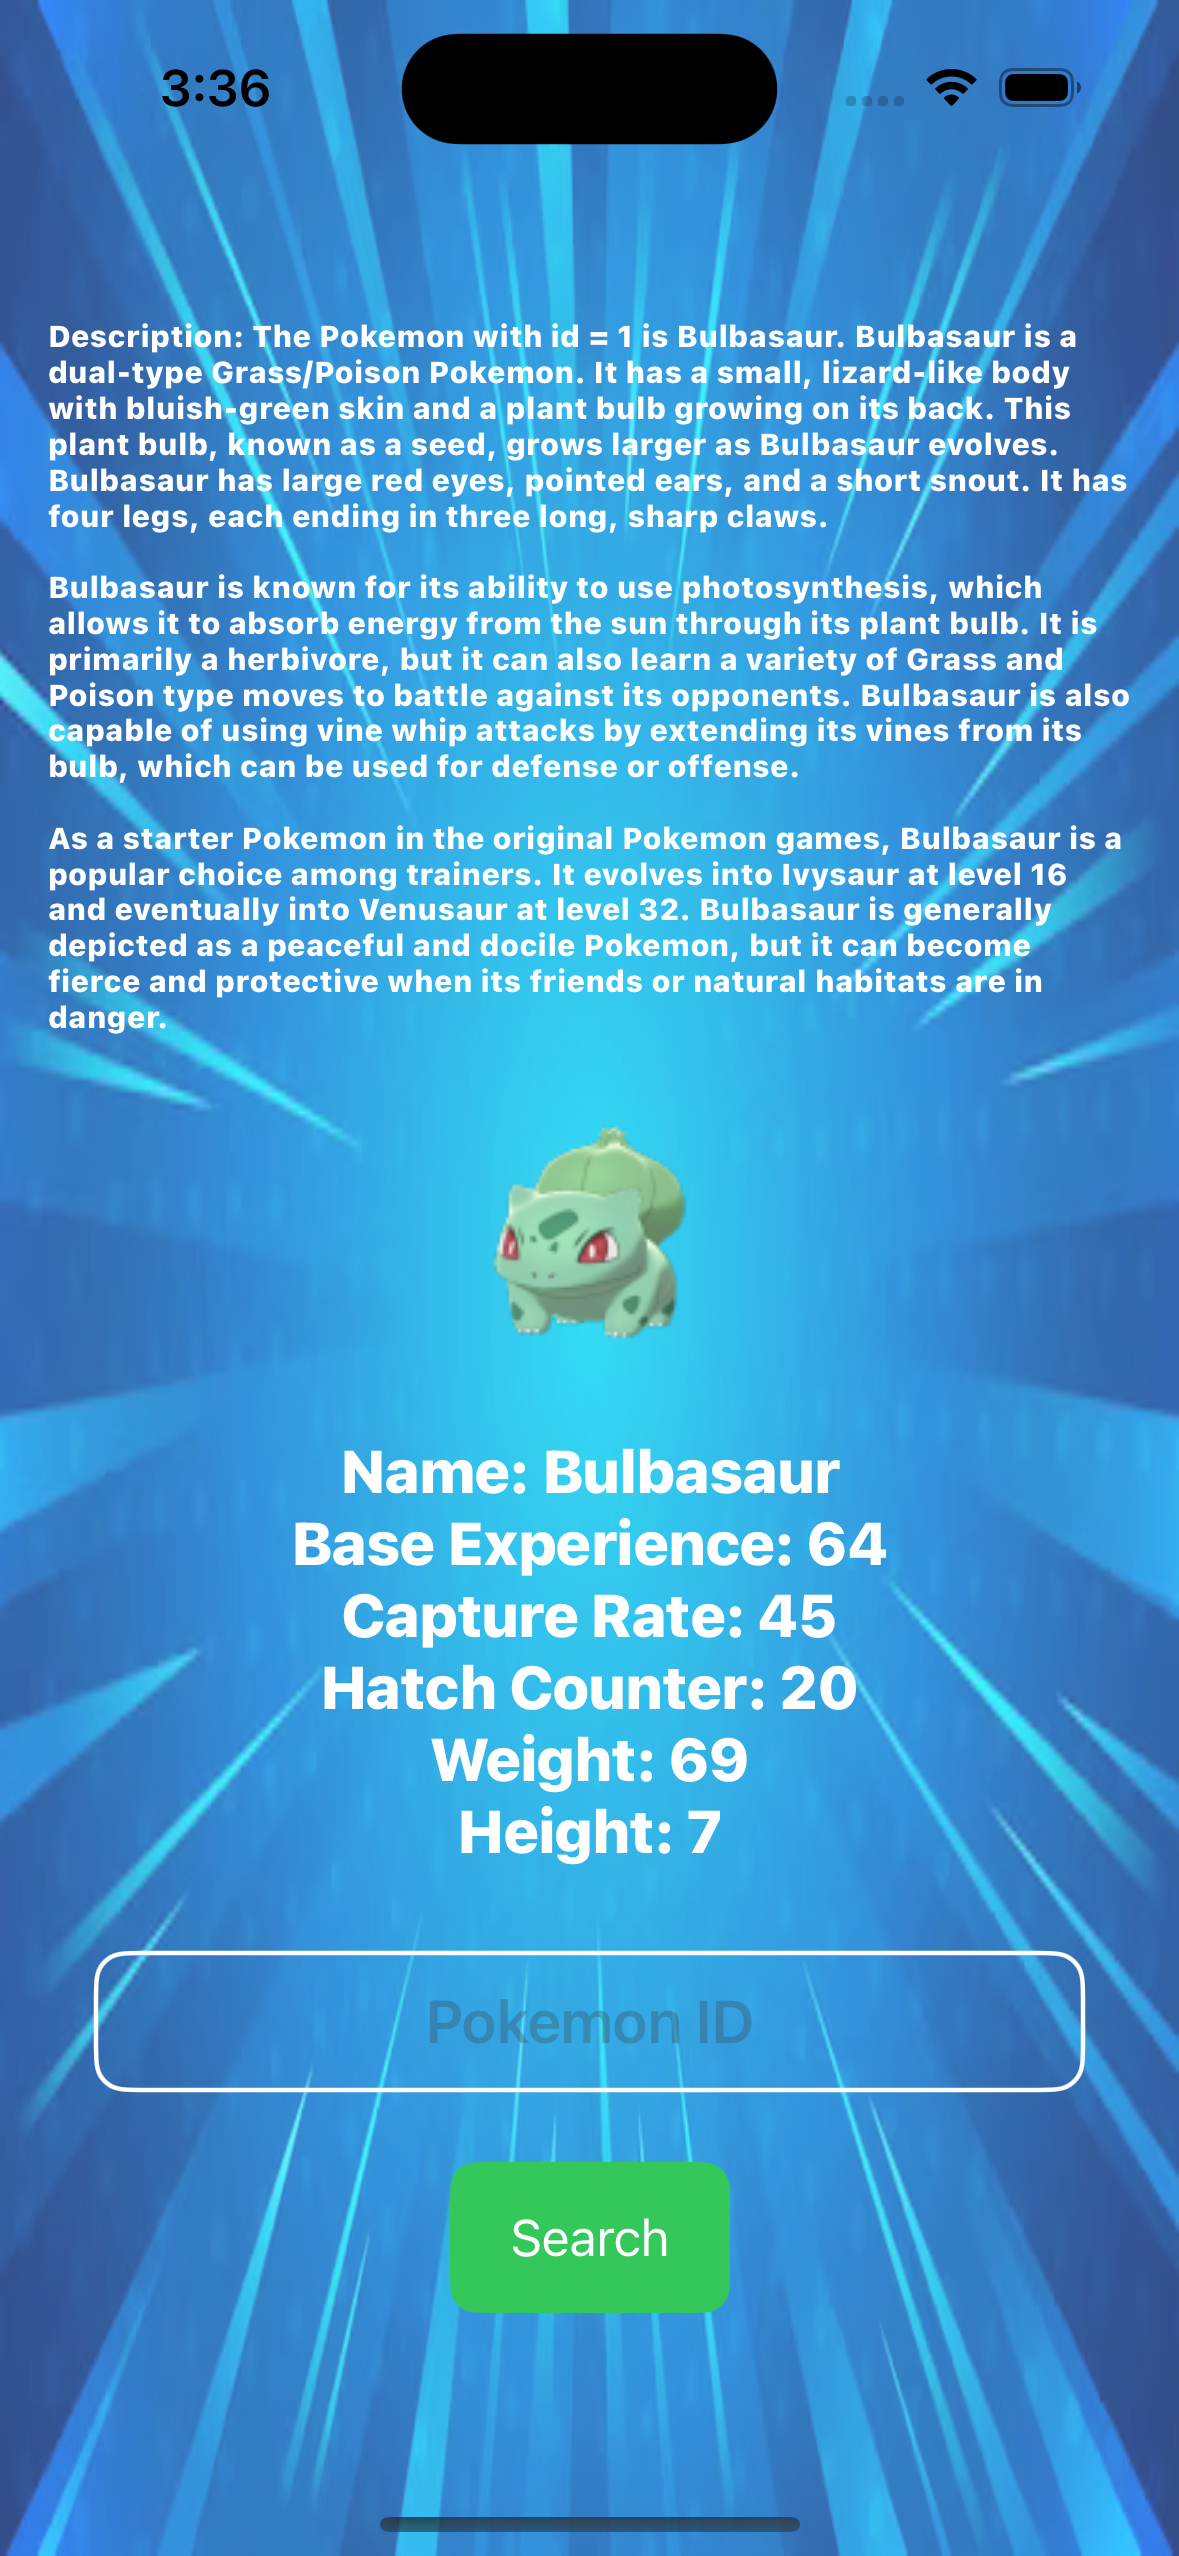 3:36
Description: The Pokemon with id = 1 is Bulbasaur. Bulbasaur is a
dual-type Grass/Poison Pokemon. It has a small, lizard-like body
with bluish-green skin and a plant bulb growing on its back. This
plant bulb, known as a seed, grows larger as Bulbasaur evolves.
Bulbasaur has large red eyes, pointed ears, and a short snout. It has
four legs, each ending in three long, sharp claws.
Bulbasaur is known for its ability to use photosynthesis, which
allows it to absorb energy from the sun through its plant bulb. It is
primarily a herbivore, but it can also learn a variety of Grass and
Poison type moves to battle against its opponents. Bulbasaur is also
capable of using vine whip attacks by extending its vines from its
bulb, which can be used for defense or offense.
As a starter Pokemon in the original Pokemon games, Bulbasaur is a
popular choice among trainers. It evolves into Ivysaur at level 16
and eventually into Venusaur at level 32. Bulbasaur is generally
depicted as a peaceful and docile Pokemon, but it can become
fierce and protective when its friends or natural habitats are in
danger.
Name: Bulbasaur
Base Experience: 64
Capture Rate: 45
Hatch Counter: 20
Weight: 69
Height: 7
Pokemon ID
Search